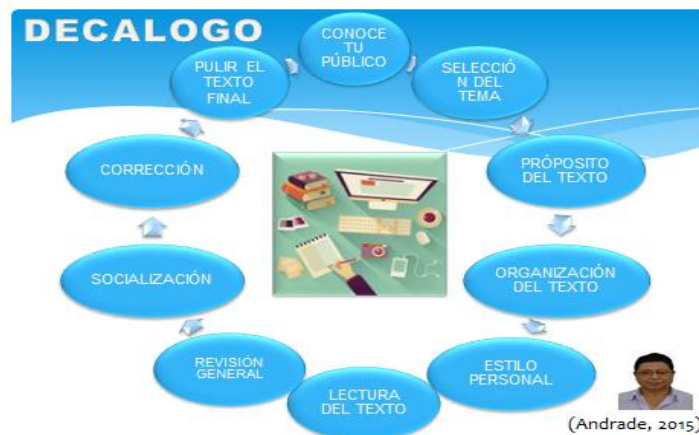 DECALOGO
CONOCE
TU
PÚBLICO
SELECCIÓ
N DEL
TEMA
PRÓPOSITO
DEL TEXTO
ORGANIZACIÓN
DEL TEXTO
ESTILO
PERSONAL
LECTURA
DEL TEXTO
REVISIÓN
GENERAL
SOCIALIZACIÓN
CORRECCIÓN
PULIR EL
TEXTO
FINAL
(Andrade, 2015)